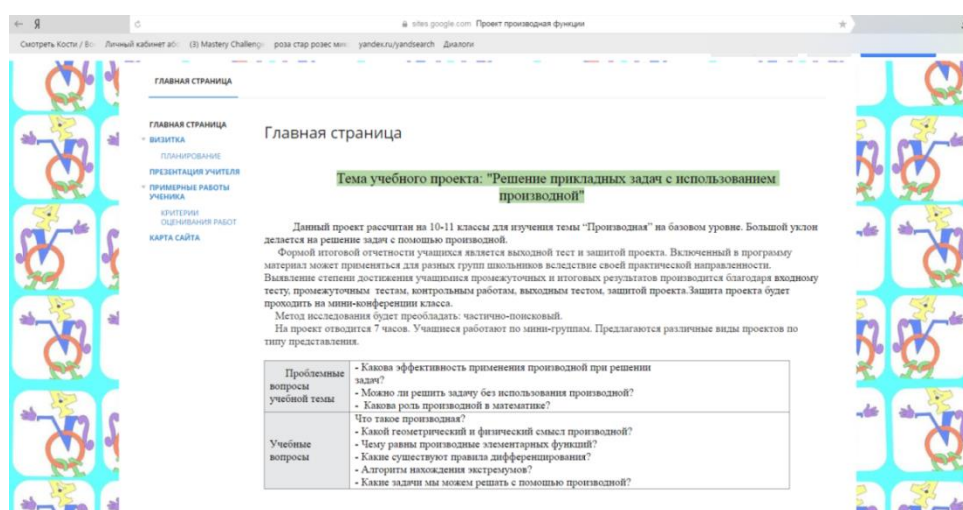 Я
sites.google.com Проект производная функции
Смотреть Кости / Во
Личный кабинет аб
(3) Mastery Challeng
роза стар розес мин
yandex.ru/yandsearch
Диалоги
ГЛАВНАЯ СТРАНИЦА
ГЛАВНАЯ СТРАНИЦА
ВИЗИТКА
ПЛАНИРОВАНИЕ
ПРЕЗЕНТАЦИЯ УЧИТЕЛЯ
ПРИМЕРНЫЕ РАБОТЫ
УЧЕНИКА
КРИТЕРИИ
ОЦЕНИВАНИЯ РАБОТ
КАРТА САЙТА
Главная страница
Тема учебного проекта: "Решение прикладных задач с использованием
производной"
Данный проект рассчитан на 10-11 классы для изучения темы “Производная” на базовом уровне. Большой уклон
делается на решение задач с помощью производной.
Формой итоговой отчетности учащихся является выходной тест и защитой проекта. Включенный в программу
материал может применяться для разных групп школьников вследствие своей практической направленности.
Выявление степени достижения учащимися промежуточных и итоговых результатов производится благодаря входному
тесту, промежуточным тестам, контрольным работам, выходным тестом, защитой проекта.Защита проекта будет
проходить на мини-конференции класса.
Метод исследования будет преобладать: частично-поисковый.
На проект отводится 7 часов. Учащиеся работают по мини-группам. Предлагаются различные виды проектов по
типу представления.
Проблемные
вопросы
учебной темы
- Какова эффективность применения производной при решении
задач?
- Можно ли решить задачу без использования производной?
- Какова роль производной в математике?
Учебные
вопросы
Что такое производная?
- Какой геометрический и физический смысл производной?
- Чему равны производные элементарных функций?
- Какие существуют правила дифференцирования?
- Алгоритм нахождения экстремумов?
- Какие задачи мы можем решать с помощью производной?